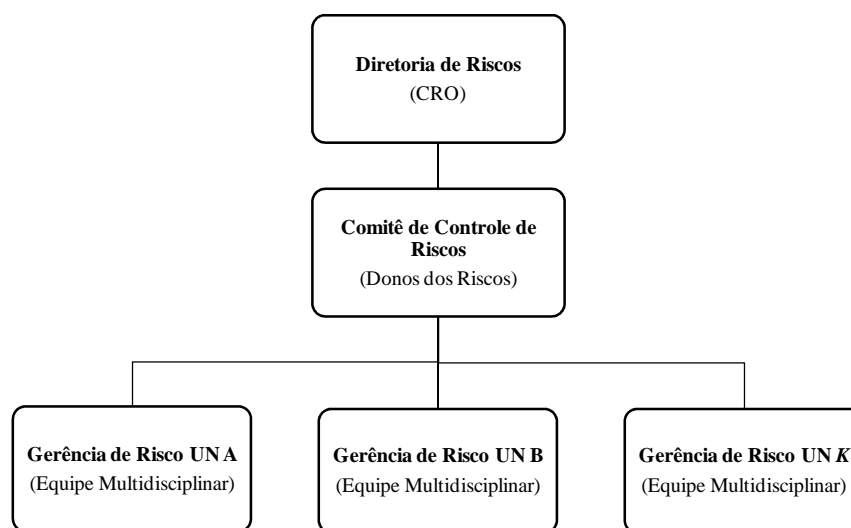 Diretoria de Riscos
(CRO)
Comitê de Controle de
Riscos
(Donos dos Riscos)
Gerência de Risco UN A
(Equipe Multidisciplinar)
Gerência de Risco UN B
(Equipe Multidisciplinar)
Gerência de Risco UN K
(Equipe Multidisciplinar)